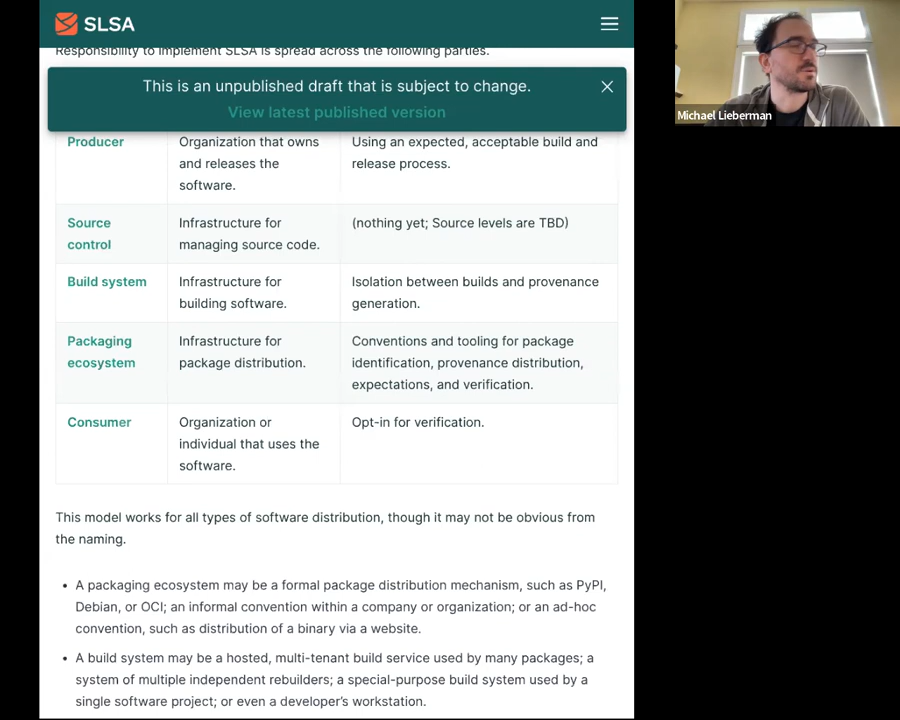 SLSA
Responsibility to implement SLSA is spread across the following parties.
This is an unpublished draft that is subject to change.
View latest published version
Producer
Organization that owns
and releases the
software.
Using an expected, acceptable build and
release process.
Source
control
Infrastructure for
managing source code.
(nothing yet; Source levels are TBD)
Build system
Infrastructure for
building software.
Isolation between builds and provenance
generation.
Packaging
ecosystem
Infrastructure for
package distribution.
Conventions and tooling for package
identification, provenance distribution,
expectations, and verification.
Consumer
Organization or
individual that uses the
software.
Opt-in for verification.
This model works for all types of software distribution, though it may not be obvious from
the naming.
• A packaging ecosystem may be a formal package distribution mechanism, such as PyPI,
Debian, or OCI; an informal convention within a company or organization; or an ad-hoc
convention, such as distribution of a binary via a website.
• A build system may be a hosted, multi-tenant build service used by many packages; a
system of multiple independent rebuilders; a special-purpose build system used by a
single software project; or even a developer's workstation.
Michael Lieberman